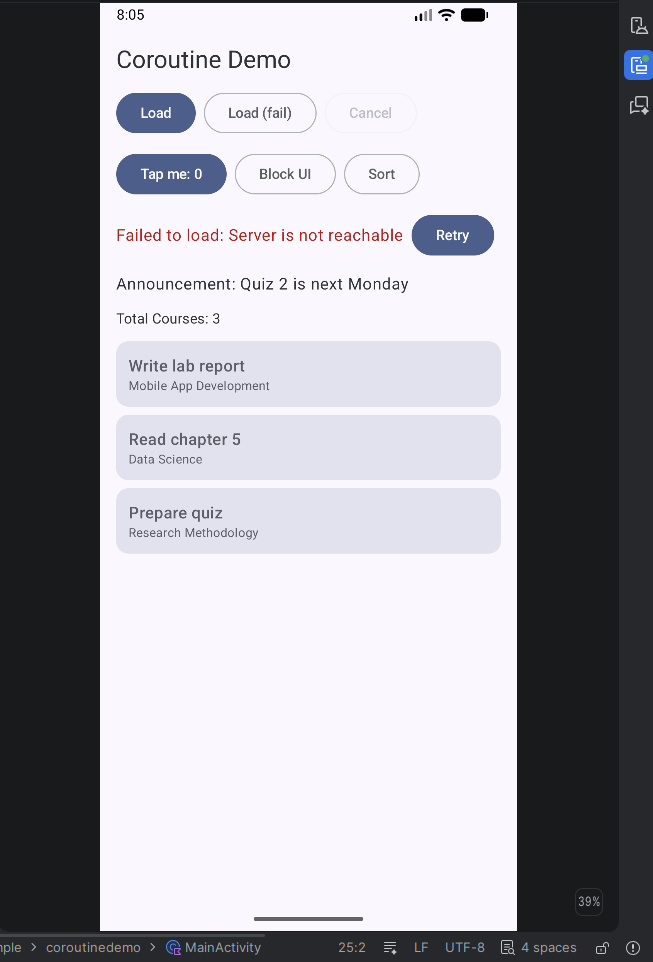 8:05
Coroutine Demo
Load Load (fail) Cancel
Tap me: 0 Block UI Sort
Failed to load: Server is not reachable Retry
Announcement: Quiz 2 is next Monday
Total Courses: 3
Write lab report
Mobile App Development
Read chapter 5
Data Science
Prepare quiz
Research Methodology
39%
mple > coroutinedemo > MainActivity 25:2 LF UTF-8 4 spaces